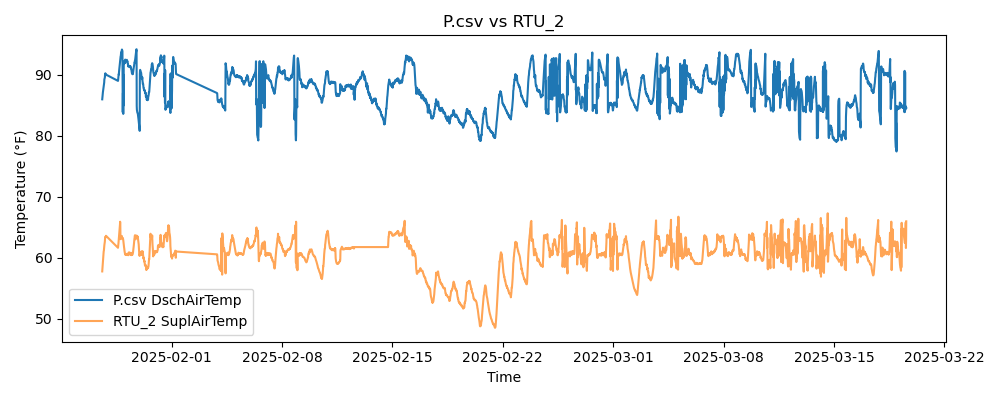 P.csv vs RTU_2
90
80
70
60
50
Temperature (°F)
P.csv DschAirTemp
RTU_2 SuplAirTemp
2025-02-01 2025-02-08 2025-02-15 2025-02-22 2025-03-01 2025-03-08 2025-03-15 2025-03-22
Time